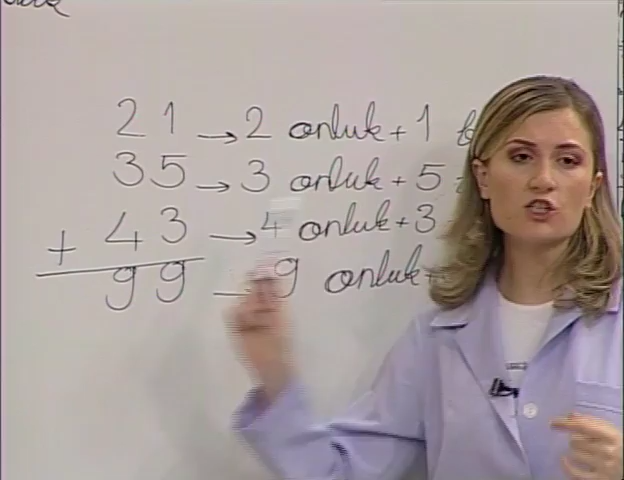 21 → 2 onluk + 1
35 → 3 onluk + 5
+ 43 → 4 onluk + 3
99 → 9 onluk +